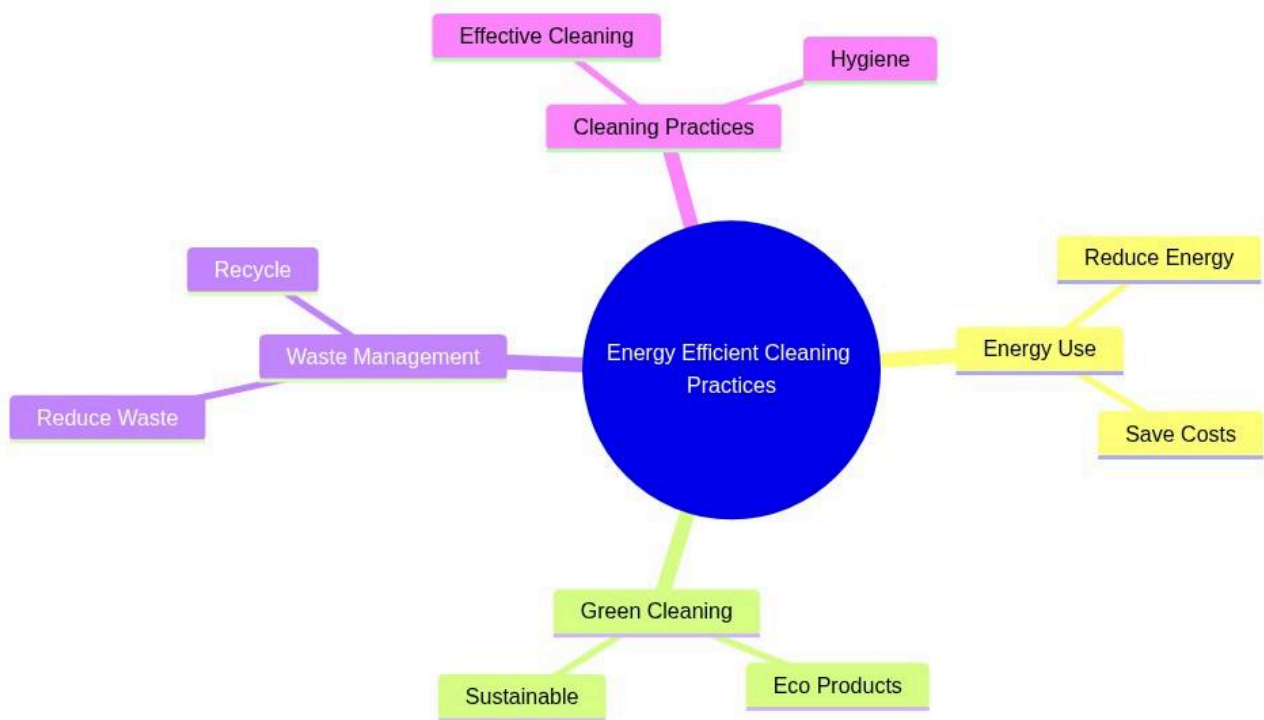 Effective Cleaning
Hygiene
Cleaning Practices
Recycle
Waste Management
Reduce Waste
Energy Efficient Cleaning
Practices
Reduce Energy
Energy Use
Save Costs
Green Cleaning
Sustainable
Eco Products